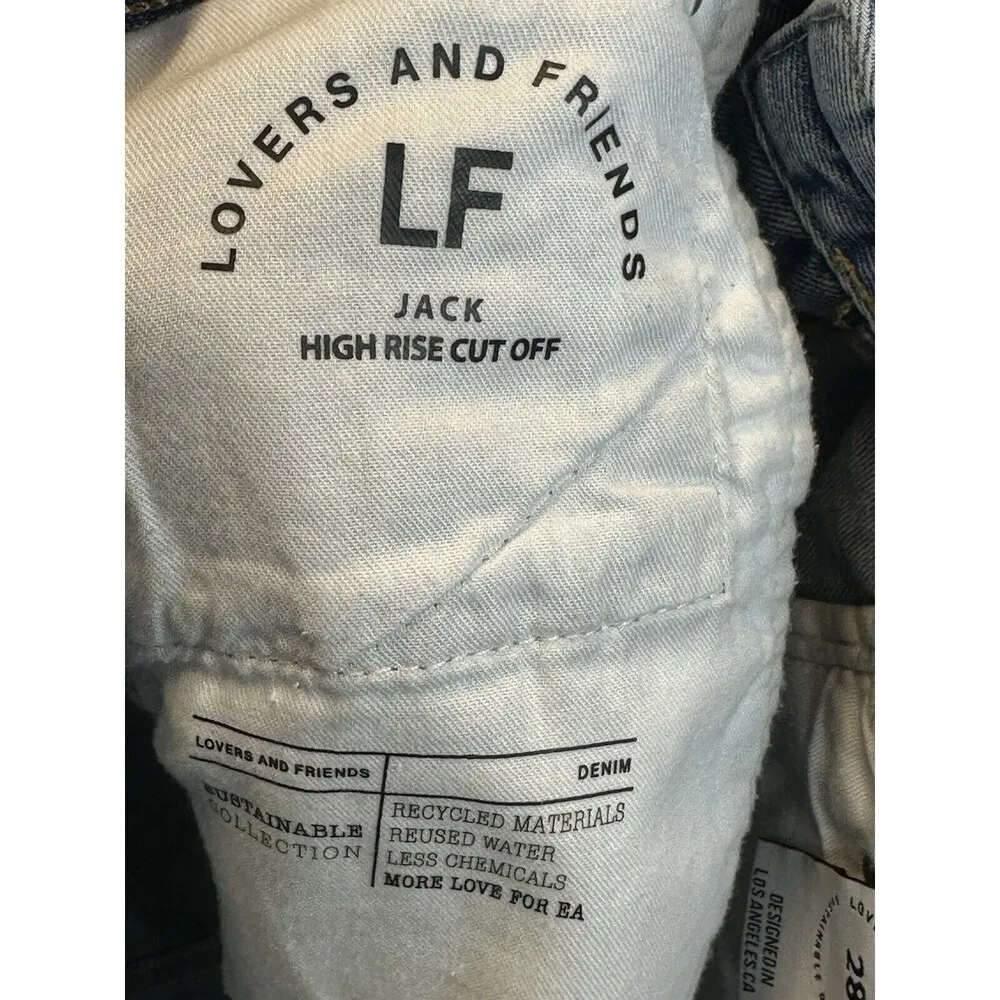 LOVERS AND FRIENDS
LF
JACK
HIGH RISE CUT OFF
LOVERS AND FRIENDS
DENIM
SUSTAINABLE
COLLECTION
RECYCLED MATERIALS
REUSED WATER
LESS CHEMICALS
MORE LOVE FOR EA
DESIGNED IN
LOS ANGELES, CA
28